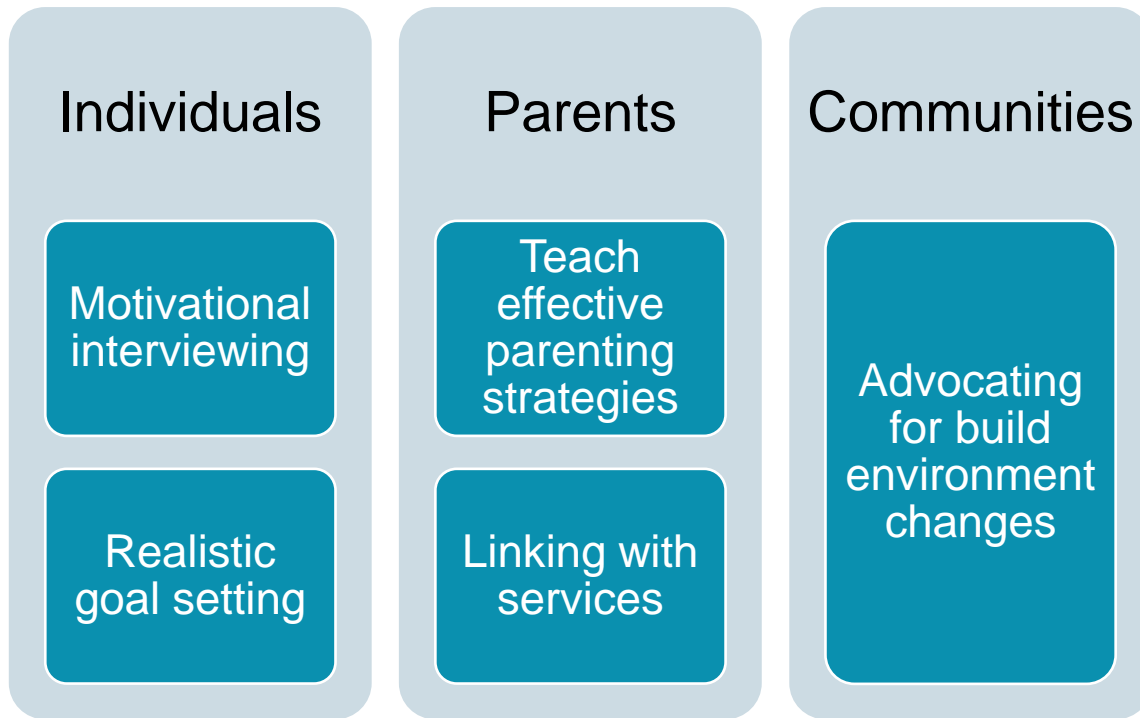 Individuals
Motivational
interviewing
Realistic
goal setting
Parents
Teach
effective
parenting
strategies
Linking with
services
Communities
Advocating
for build
environment
changes